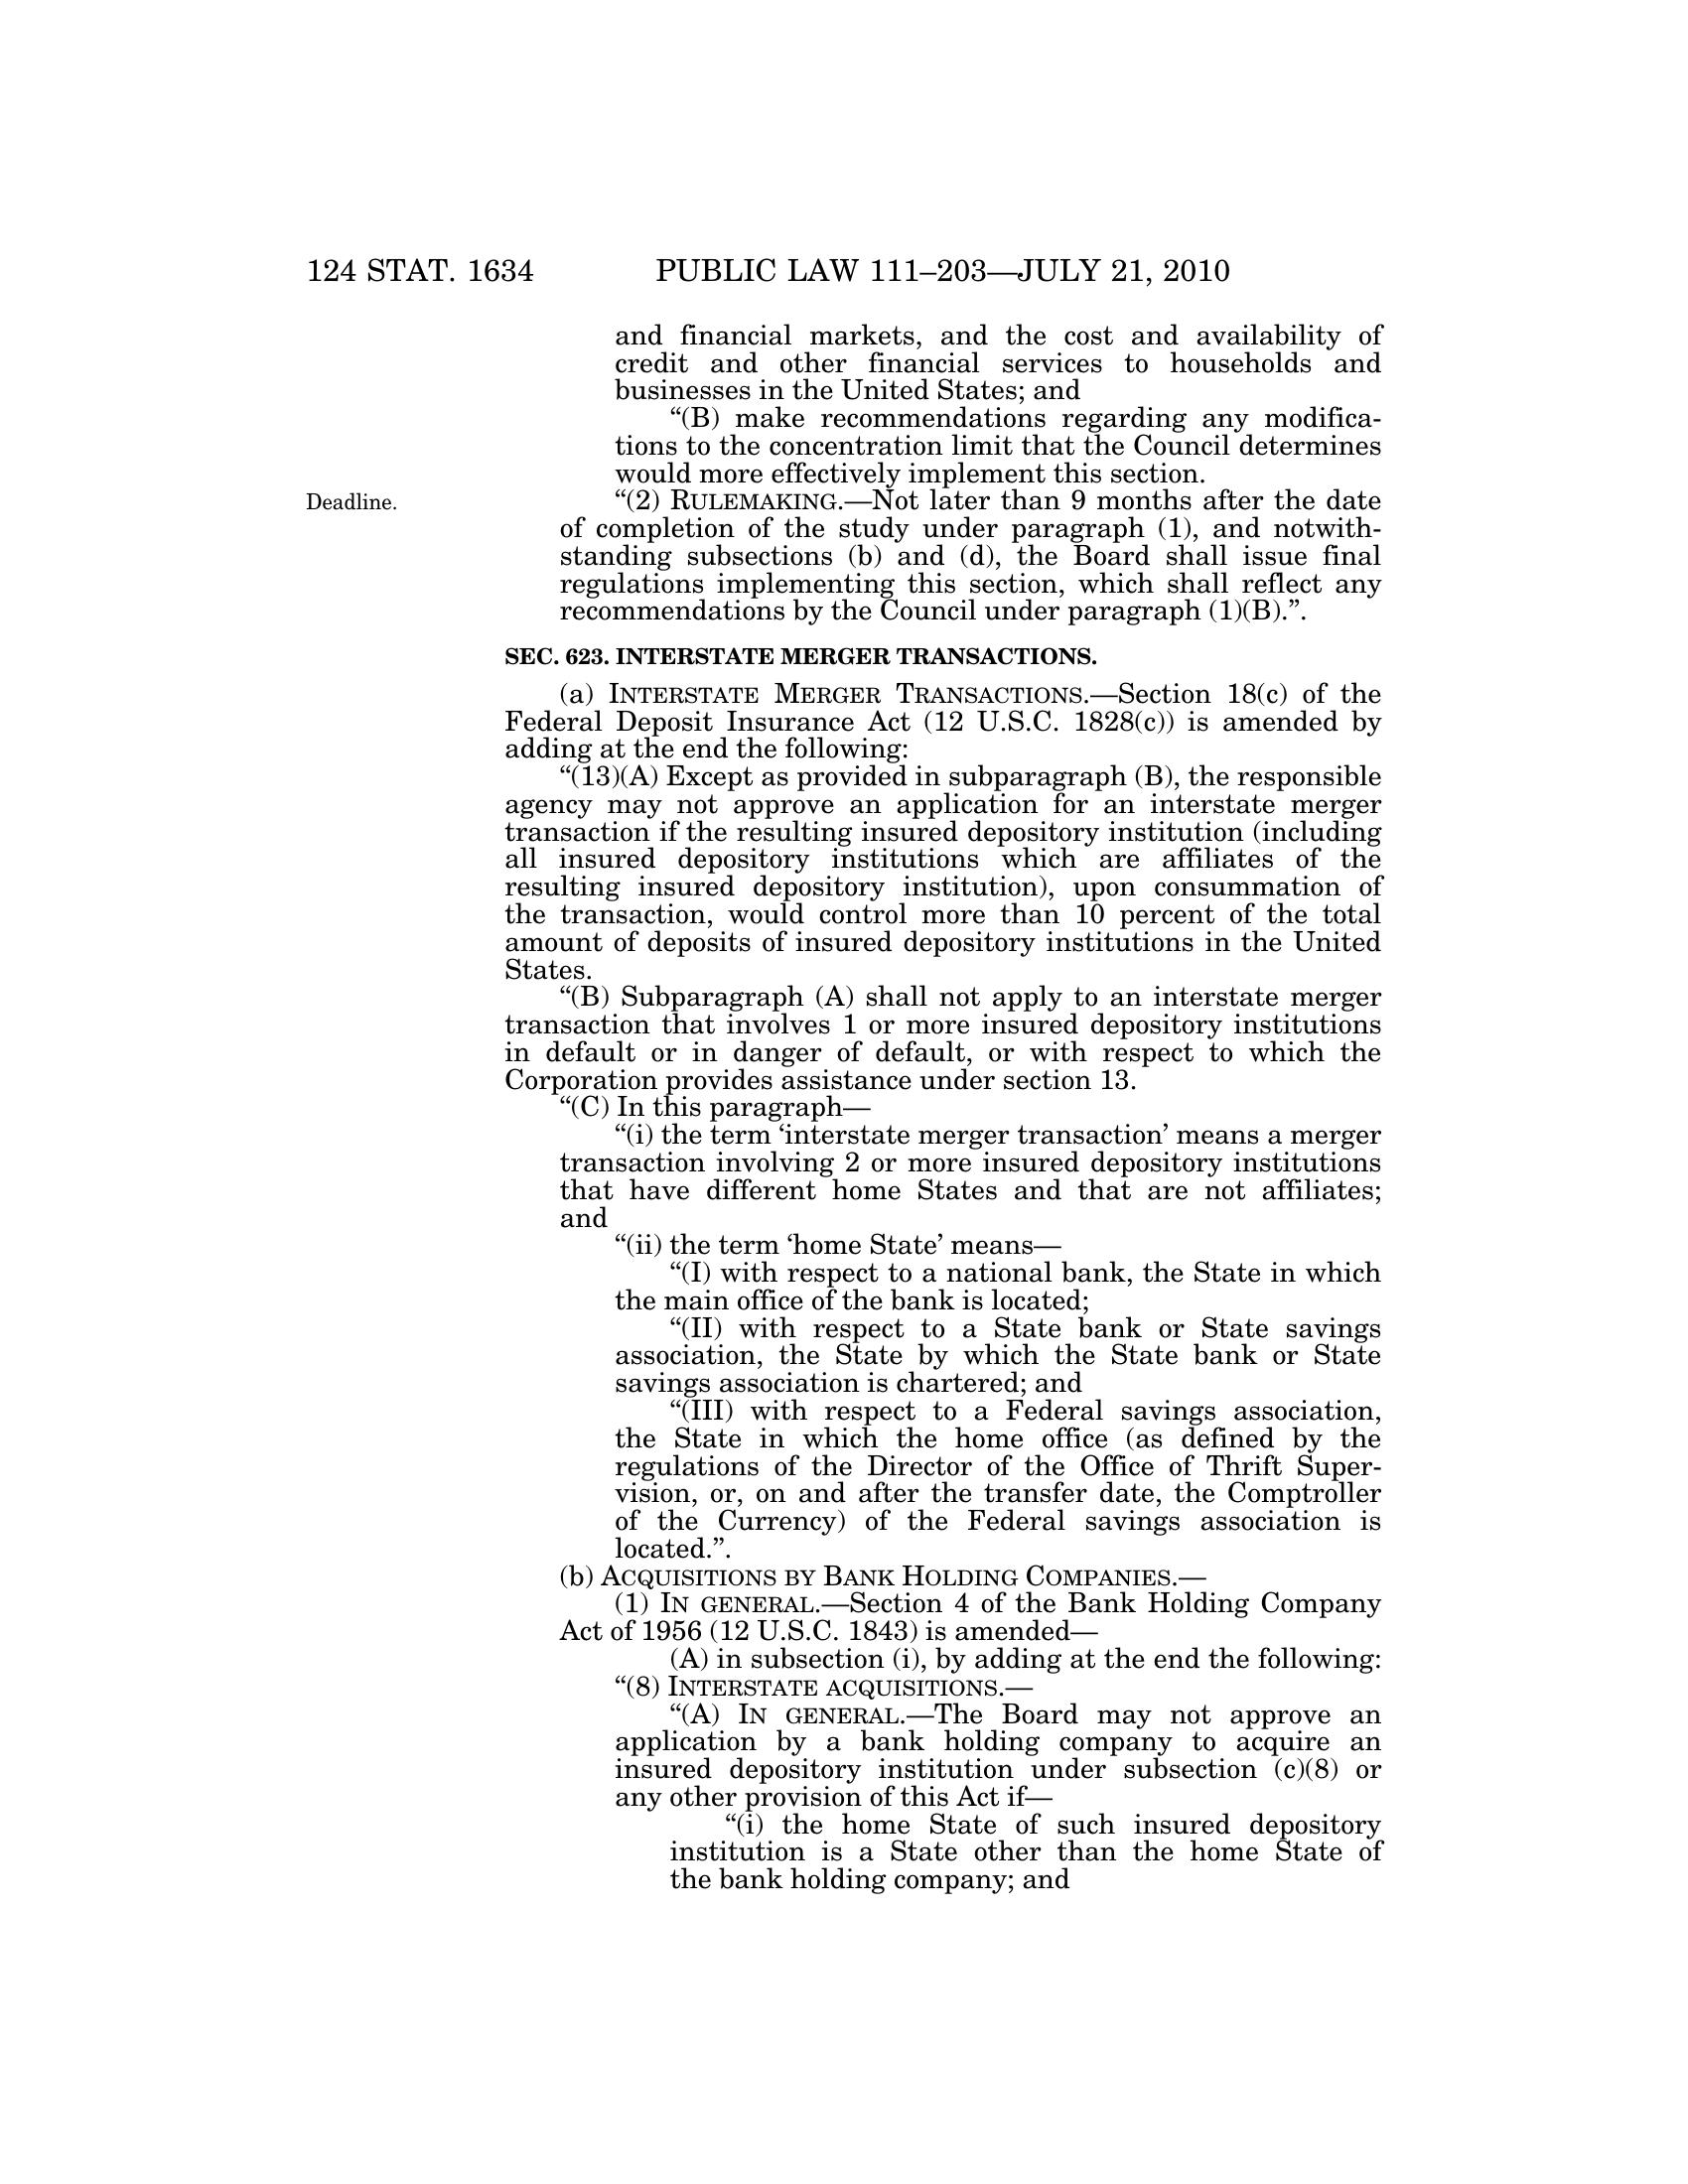 124 STAT. 1634 PUBLIC LAW 111–203—JULY 21, 2010
and financial markets, and the cost and availability of
credit and other financial services to households and
businesses in the United States; and
“(B) make recommendations regarding any modifica-
tions to the concentration limit that the Council determines
would more effectively implement this section.
Deadline.
“(2) RULEMAKING.—Not later than 9 months after the date
of completion of the study under paragraph (1), and notwith-
standing subsections (b) and (d), the Board shall issue final
regulations implementing this section, which shall reflect any
recommendations by the Council under paragraph (1)(B).”.
SEC. 623. INTERSTATE MERGER TRANSACTIONS.
(a) INTERSTATE MERGER TRANSACTIONS.—Section 18(c) of the
Federal Deposit Insurance Act (12 U.S.C. 1828(c)) is amended by
adding at the end the following:
“(13)(A) Except as provided in subparagraph (B), the responsible
agency may not approve an application for an interstate merger
transaction if the resulting insured depository institution (including
all insured depository institutions which are affiliates of the
resulting insured depository institution), upon consummation of
the transaction, would control more than 10 percent of the total
amount of deposits of insured depository institutions in the United
States.
“(B) Subparagraph (A) shall not apply to an interstate merger
transaction that involves 1 or more insured depository institutions
in default or in danger of default, or with respect to which the
Corporation provides assistance under section 13.
“(C) In this paragraph—
“(i) the term ‘interstate merger transaction’ means a merger
transaction involving 2 or more insured depository institutions
that have different home States and that are not affiliates;
and
“(ii) the term ‘home State’ means—
“(I) with respect to a national bank, the State in which
the main office of the bank is located;
“(II) with respect to a State bank or State savings
association, the State by which the State bank or State
savings association is chartered; and
“(III) with respect to a Federal savings association,
the State in which the home office (as defined by the
regulations of the Director of the Office of Thrift Super-
vision, or, on and after the transfer date, the Comptroller
of the Currency) of the Federal savings association is
located.”.
(b) ACQUISITIONS BY BANK HOLDING COMPANIES.—
(1) IN GENERAL.—Section 4 of the Bank Holding Company
Act of 1956 (12 U.S.C. 1843) is amended—
(A) in subsection (i), by adding at the end the following:
“(8) INTERSTATE ACQUISITIONS.—
“(A) IN GENERAL.—The Board may not approve an
application by a bank holding company to acquire an
insured depository institution under subsection (c)(8) or
any other provision of this Act if—
“(i) the home State of such insured depository
institution is a State other than the home State of
the bank holding company; and